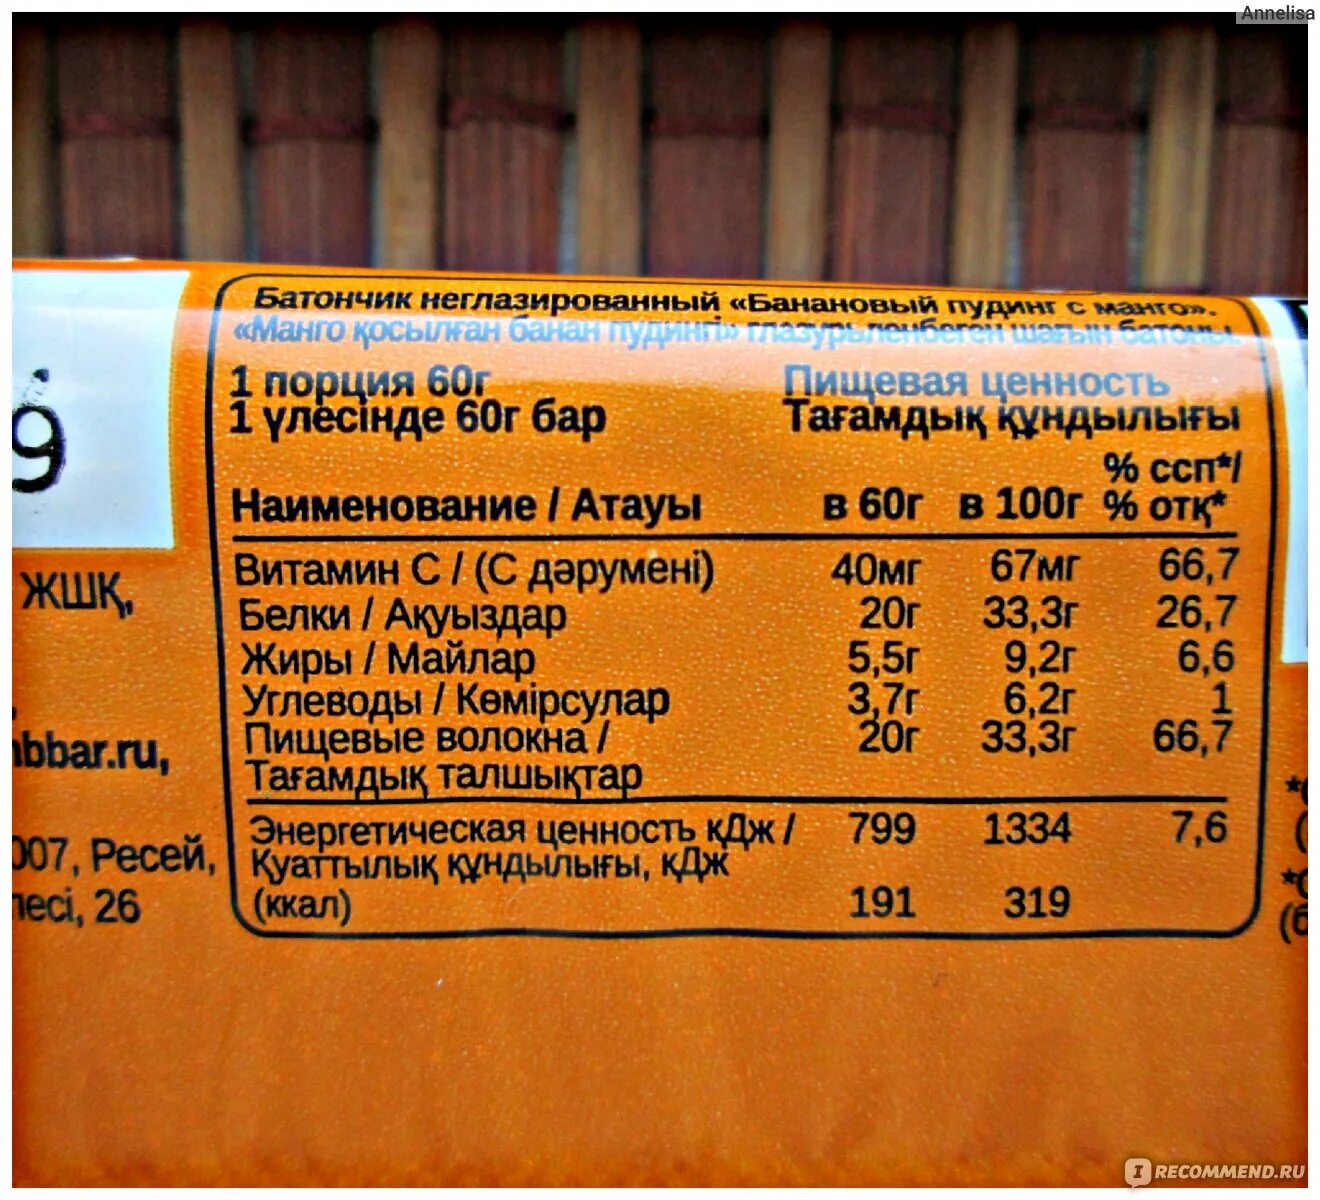 Annelisa
Батончик неглазированный «Банановый пудинг с манго».
«Манго қосылған банан пудингі» глазурьленбеген шағын батоны.
1 порция 60г
1 үлесінде 60г бар
Пищевая ценность
Тағамдық құндылығы
% ссп*/
Наименование / Атауы в 60г в 100г % отқ*
Витамин С / (С дәрумені) 40мг 67мг 66,7
Белки / Ақуыздар 20г 33,3г 26,7
Жиры / Майлар 5,5г 9,2г 6,6
Углеводы / Көмірсулар 3,7г 6,2г 1
Пищевые волокна / 20г 33,3г 66,7
Тағамдық талшықтар
Энергетическая ценность кДж / 799 1334 7,6
Қуаттылық құндылығы, кДж
(ккал) 191 319
9
ЖШҚ,
bbar.ru,
007, Ресей,
есі, 26
IRECOMMEND.RU